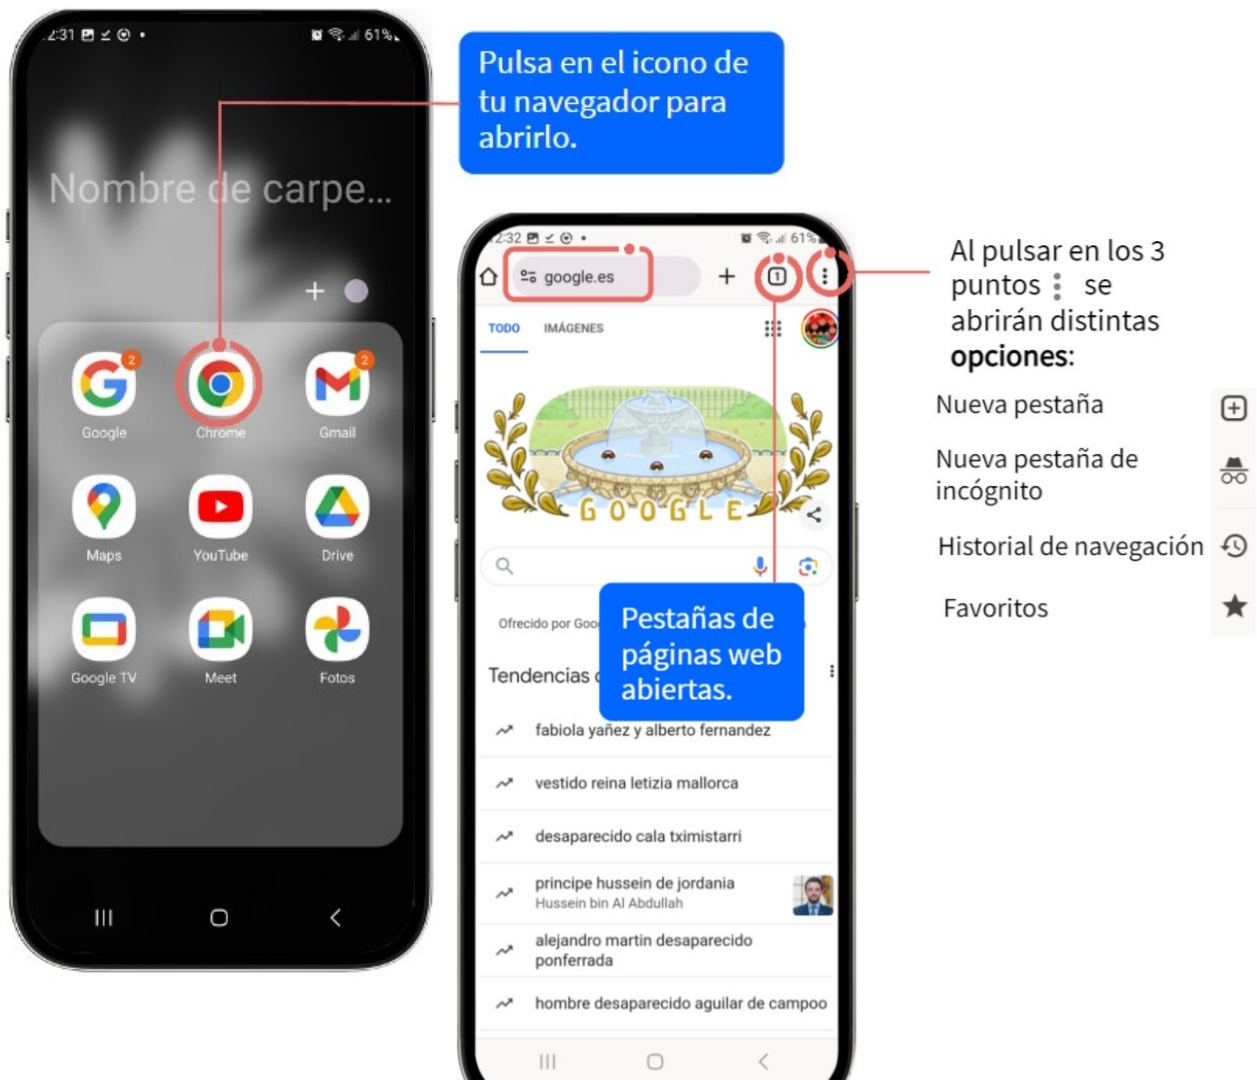 2:31
61%
Pulsa en el icono de
tu navegador para
abrirlo.
Nombre de carpe...
2
2
Google
Chrome
Gmail
Maps
YouTube
Drive
Google TV
Meet
Fotos
12:32
61%
google.es
1
TODO
IMÁGENES
GOOGLE
Ofrecido por Goo
Pestañas de
páginas web
abiertas.
Tendencias
fabiola yañez y alberto fernandez
vestido reina letizia mallorca
desaparecido cala tximistarri
principe hussein de jordania
Hussein bin Al Abdullah
alejandro martin desaparecido
ponferrada
hombre desaparecido aguilar de campoo
Al pulsar en los 3
puntos ⋮ se
abrirán distintas
opciones:
Nueva pestaña
Nueva pestaña de
incógnito
Historial de navegación
Favoritos